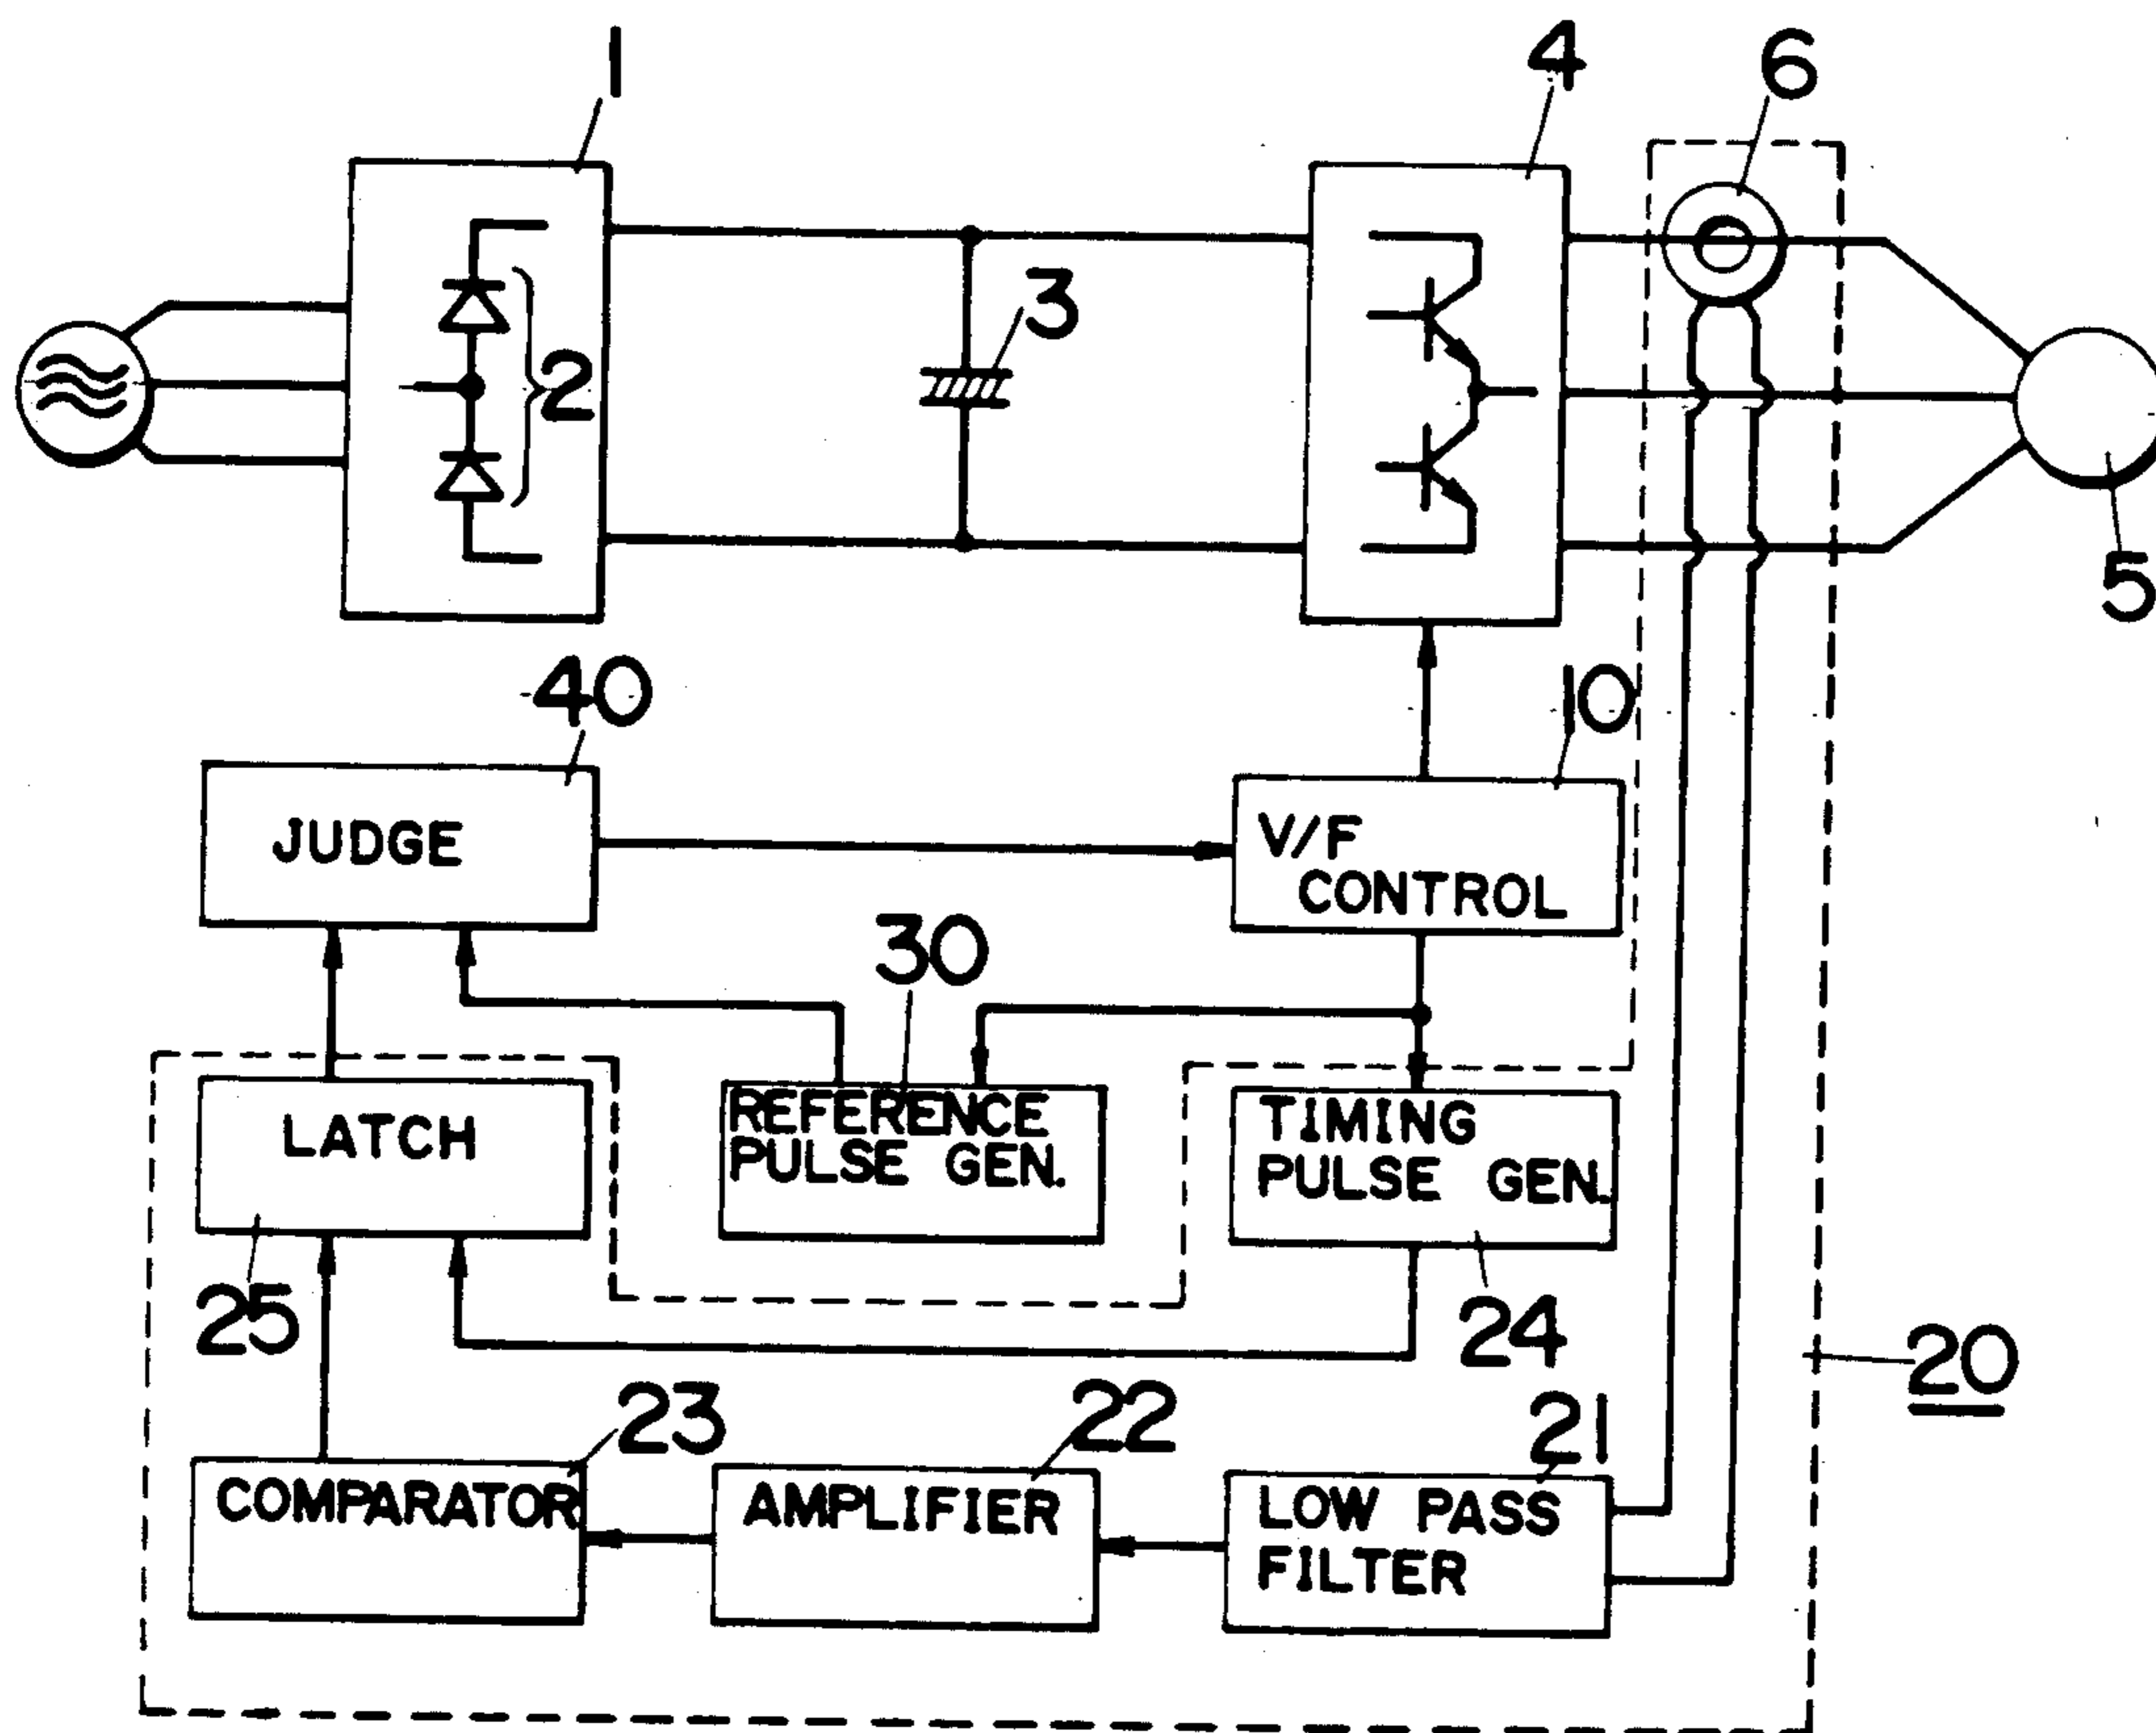 1
4
6
2
3
5
40
10
JUDGE
V/F
CONTROL
30
LATCH
REFERENCE
PULSE GEN.
TIMING
PULSE GEN.
25
24
20
23
22
21
COMPARATOR
AMPLIFIER
LOW PASS
FILTER